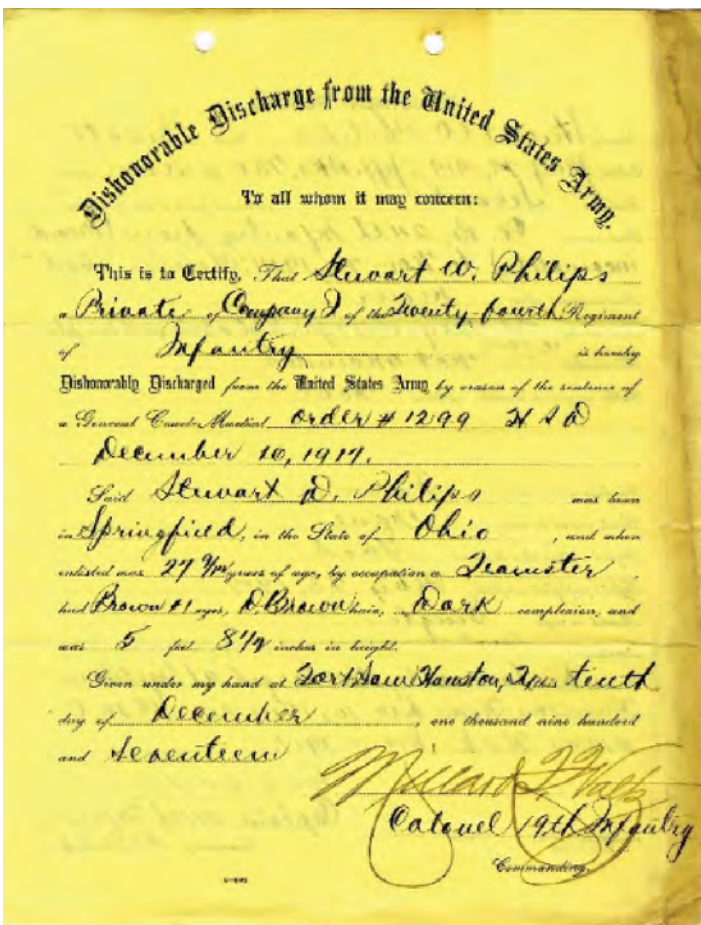 Dishonorable Discharge from the United States Army.
To all whom it may concern:
This is to Certify, That Stewart W. Philips
a Private of Company I of the Twenty-fourth Regiment
of Infantry is hereby
Dishonorably Discharged from the United States Army by reason of the sentence of
a General Court-Martial order # 1299 H S D
December 10, 1917.
Said Stewart D. Philips was born
in Springfield, in the State of Ohio, and when
enlisted was 27 years of age, by occupation a Teamster,
had Brown #1 eyes, D. Brown hair, Dark complexion, and
was 5 feet 8 1/2 inches in height.
Given under my hand at Fort Sam Houston, this tenth
day of December, one thousand nine hundred
and Seventeen
Millard
Colonel 19th Infantry
Commanding.